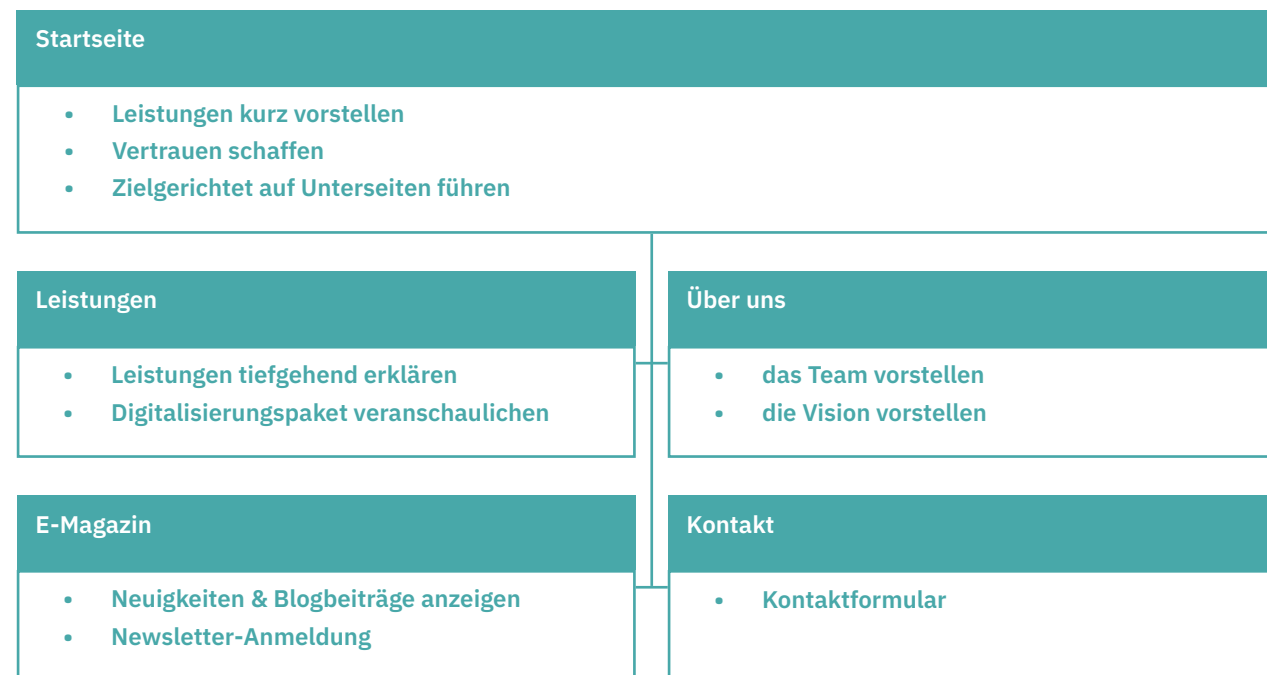 Startseite
• Leistungen kurz vorstellen
• Vertrauen schaffen
• Zielgerichtet auf Unterseiten führen
Leistungen
• Leistungen tiefgehend erklären
• Digitalisierungspaket veranschaulichen
Über uns
• das Team vorstellen
• die Vision vorstellen
E-Magazin
• Neuigkeiten & Blogbeiträge anzeigen
• Newsletter-Anmeldung
Kontakt
• Kontaktformular